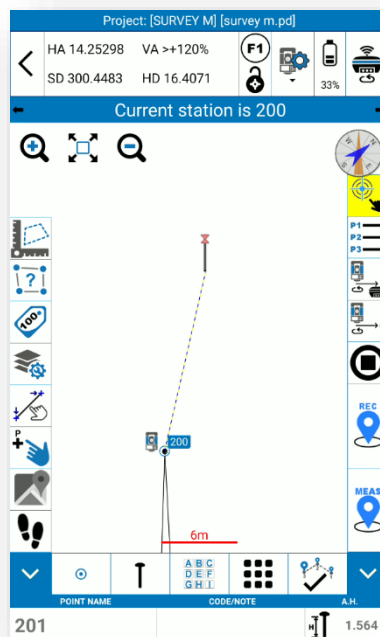 Project: [SURVEY M] [survey m.pd]
HA 14.25298 VA >+120% F1
SD 300.4483 HD 16.4071
33%
Current station is 200
P1
P2
P3
?
100
REC
P
200
MEAS
6m
A B C
D E F
G H I
POINT NAME CODE/NOTE A.H.
201 H 1.564